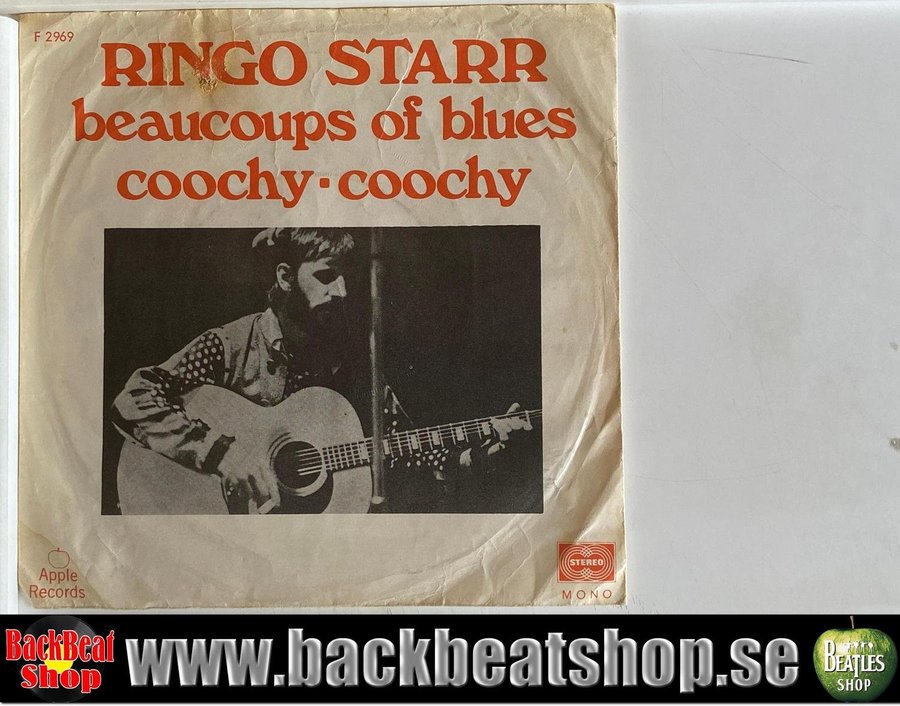 F 2969
RINGO STARR
beaucoups of blues
coochy · coochy
Apple
Records
STEREO
MONO
BackBeat
Shop
www.backbeatshop.se
BEATLES
SHOP